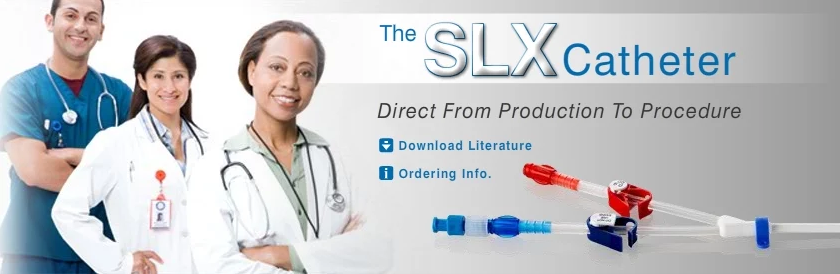 The SLX Catheter
Direct From Production To Procedure
Download Literature
i Ordering Info.